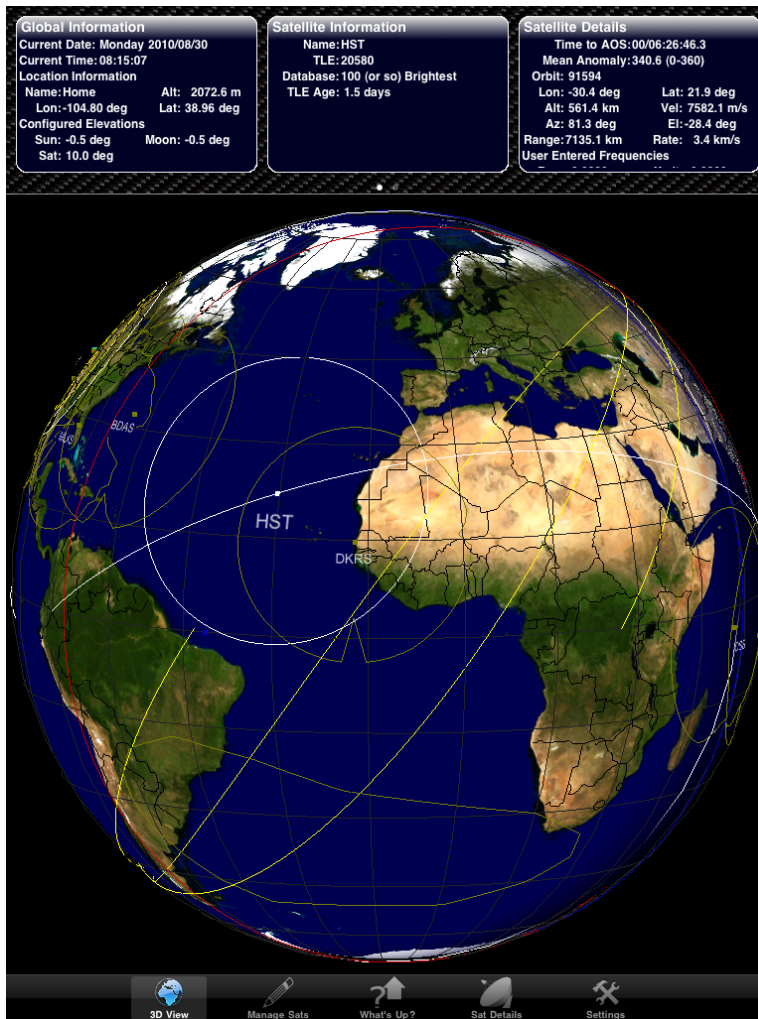 Global Information
Current Date: Monday 2010/08/30
Current Time: 08:15:07
Location Information
Name: Home Alt: 2072.6 m
Lon: -104.80 deg Lat: 38.96 deg
Configured Elevations
Sun: -0.5 deg Moon: -0.5 deg
Sat: 10.0 deg
Satellite Information
Name: HST
TLE: 20580
Database: 100 (or so) Brightest
TLE Age: 1.5 days
Satellite Details
Time to AOS: 00/06:26:46.3
Mean Anomaly: 340.6 (0-360)
Orbit: 91594
Lon: -30.4 deg Lat: 21.9 deg
Alt: 561.4 km Vel: 7582.1 m/s
Az: 81.3 deg El: -28.4 deg
Range: 7135.1 km Rate: 3.4 km/s
User Entered Frequencies
BDAS
HST
DKRS
3D View
Manage Sats
What's Up?
Sat Details
Settings